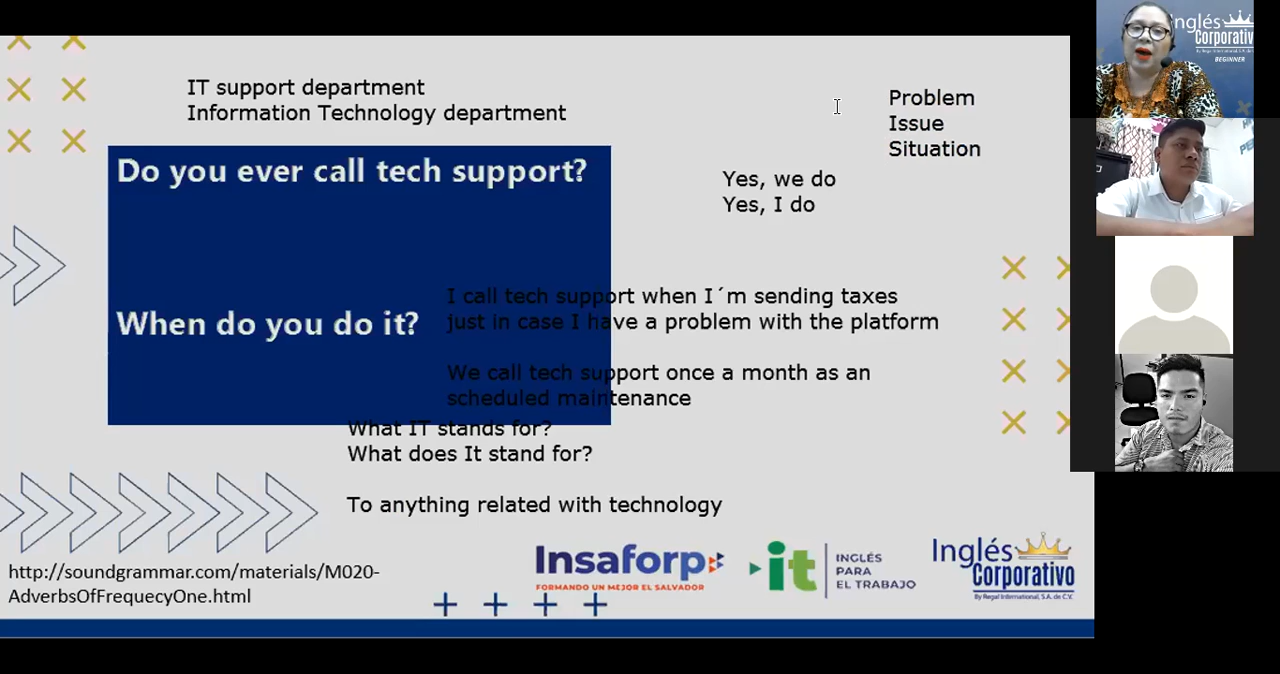 IT support department
Information Technology department
Problem
Issue
Situation
Do you ever call tech support?
Yes, we do
Yes, I do
When do you do it?
I call tech support when I´m sending taxes
just in case I have a problem with the platform
We call tech support once a month as an
scheduled maintenance
What IT stands for?
What does It stand for?
To anything related with technology
http://soundgrammar.com/materials/M020-
AdverbsOfFrequecyOne.html
Insaforp
FORMANDO UN MEJOR EL SALVADOR
it
INGLÉS
PARA
EL TRABAJO
Inglés
Corporativo
By Regal International, S.A. de C.V.
Inglés
Corporativo
By Regal International, S.A. de C.V.
BEGINNER